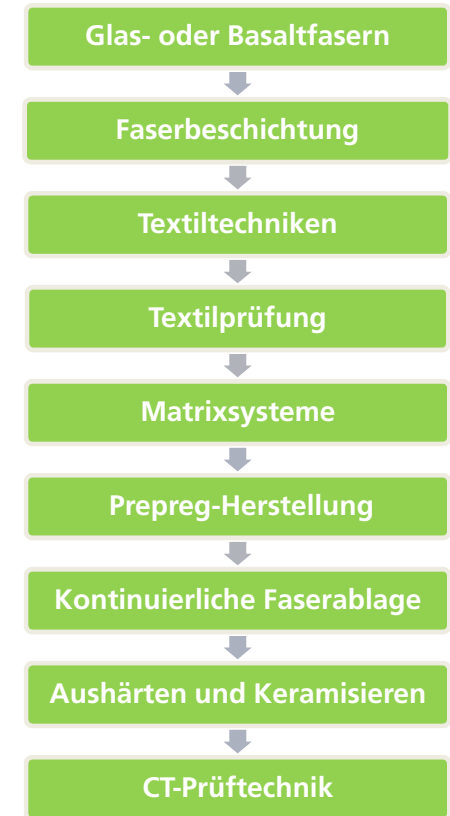 Glas- oder Basaltfasern
Faserbeschichtung
Textiltechniken
Textilprüfung
Matrixsysteme
Prepreg-Herstellung
Kontinuierliche Faserablage
Aushärten und Keramisieren
CT-Prüftechnik